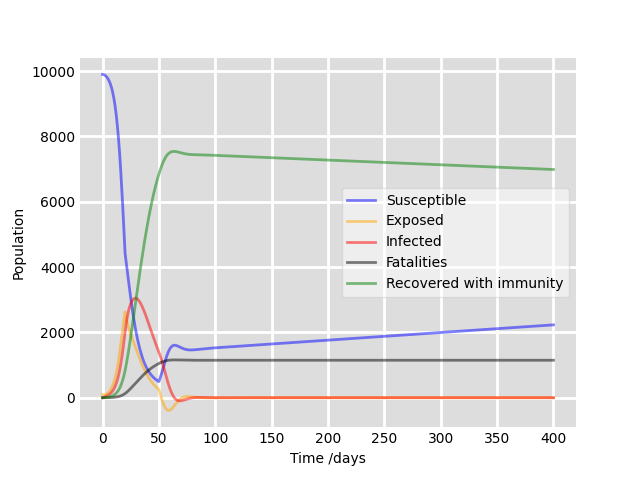 10000
8000
6000
4000
2000
0
Population
Susceptible
Exposed
Infected
Fatalities
Recovered with immunity
0 50 100 150 200 250 300 350 400
Time /days